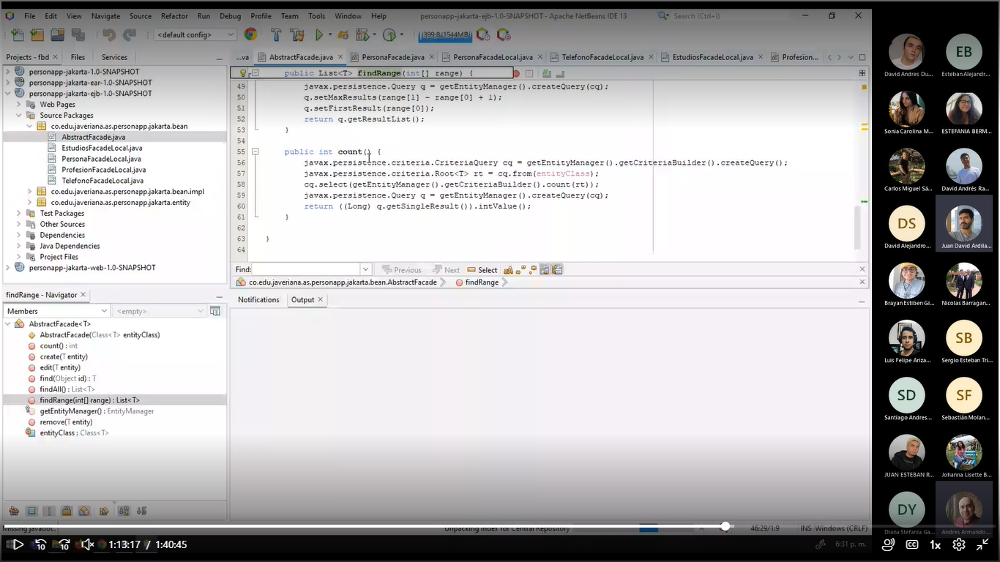 File Edit View Navigate Source Refactor Run Debug Profile Team Tools Window Help personapp-jakarta-ejb-1.0-SNAPSHOT - Apache NetBeans IDE 13 Search (Ctrl+I)
<default config> 399,8/1544MB
Projects - fbd Files Services
...va AbstractFacade.java PersonaFacade.java PersonaFacadeLocal.java TelefonoFacadeLocal.java EstudiosFacadeLocal.java Profesion...
personapp-jakarta-1.0-SNAPSHOT
personapp-jakarta-ear-1.0-SNAPSHOT
personapp-jakarta-ejb-1.0-SNAPSHOT
Web Pages
Source Packages
co.edu.javeriana.as.personapp.jakarta.bean
AbstractFacade.java
EstudiosFacadeLocal.java
PersonaFacadeLocal.java
ProfesionFacadeLocal.java
TelefonoFacadeLocal.java
co.edu.javeriana.as.personapp.jakarta.bean.impl
co.edu.javeriana.as.personapp.jakarta.entity
Test Packages
Other Sources
Dependencies
Java Dependencies
Project Files
personapp-jakarta-web-1.0-SNAPSHOT
public List<T> findRange(int[] range) {
49 javax.persistence.Query q = getEntityManager().createQuery(cq);
50 q.setMaxResults(range[1] - range[0] + 1);
51 q.setFirstResult(range[0]);
52 return q.getResultList();
53 }
54
55 public int count() {
56 javax.persistence.criteria.CriteriaQuery cq = getEntityManager().getCriteriaBuilder().createQuery();
57 javax.persistence.criteria.Root<T> rt = cq.from(entityClass);
58 cq.select(getEntityManager().getCriteriaBuilder().count(rt));
59 javax.persistence.Query q = getEntityManager().createQuery(cq);
60 return ((Long) q.getSingleResult()).intValue();
61 }
62
63 }
64
Find: Previous Next Select
co.edu.javeriana.as.personapp.jakarta.bean.AbstractFacade findRange
Notifications Output
findRange - Navigator
Members <empty>
AbstractFacade<T>
AbstractFacade(Class<T> entityClass)
count() : int
create(T entity)
edit(T entity)
find(Object id) : T
findAll() : List<T>
findRange(int[] range) : List<T>
getEntityManager() : EntityManager
remove(T entity)
entityClass : Class<T>
Missing javadoc. Unpacking Index for Central Repository 46:29/1:9 INS Windows (CRLF)
10 10 1:13:17 / 1:40:45 6:31 p. m. 1x
David Andres Du...
EB
Esteban Alejandr...
Sonia Carolina M...
ESTEFANIA BERM...
Carlos Miguel Sá...
David Andrés Ra...
DS
David Alejandro...
Juan David Ardila...
Brayan Estiben Gi...
Nicolas Barragan...
Luis Felipe Ariza...
SB
Sergio Esteban Tri...
SD
Santiago Andres...
SF
Sebastián Molan...
JUAN ESTEBAN R...
Johanna Lisette B...
DY
Diana Stefania Ga...
Andres Armando...